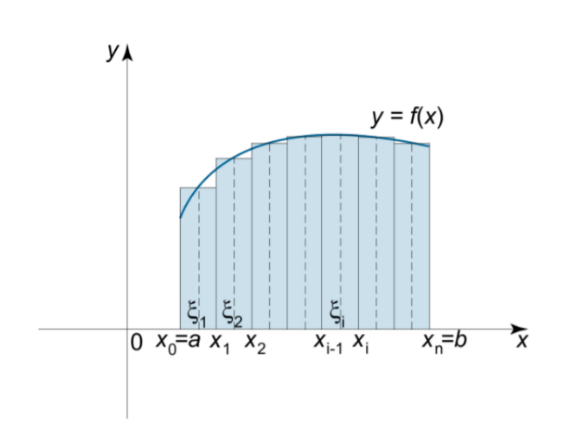 y
y = f(x)
ξ₁ ξ₂ ξᵢ
0 x₀=a x₁ x₂ xᵢ₋₁ xᵢ xₙ=b x